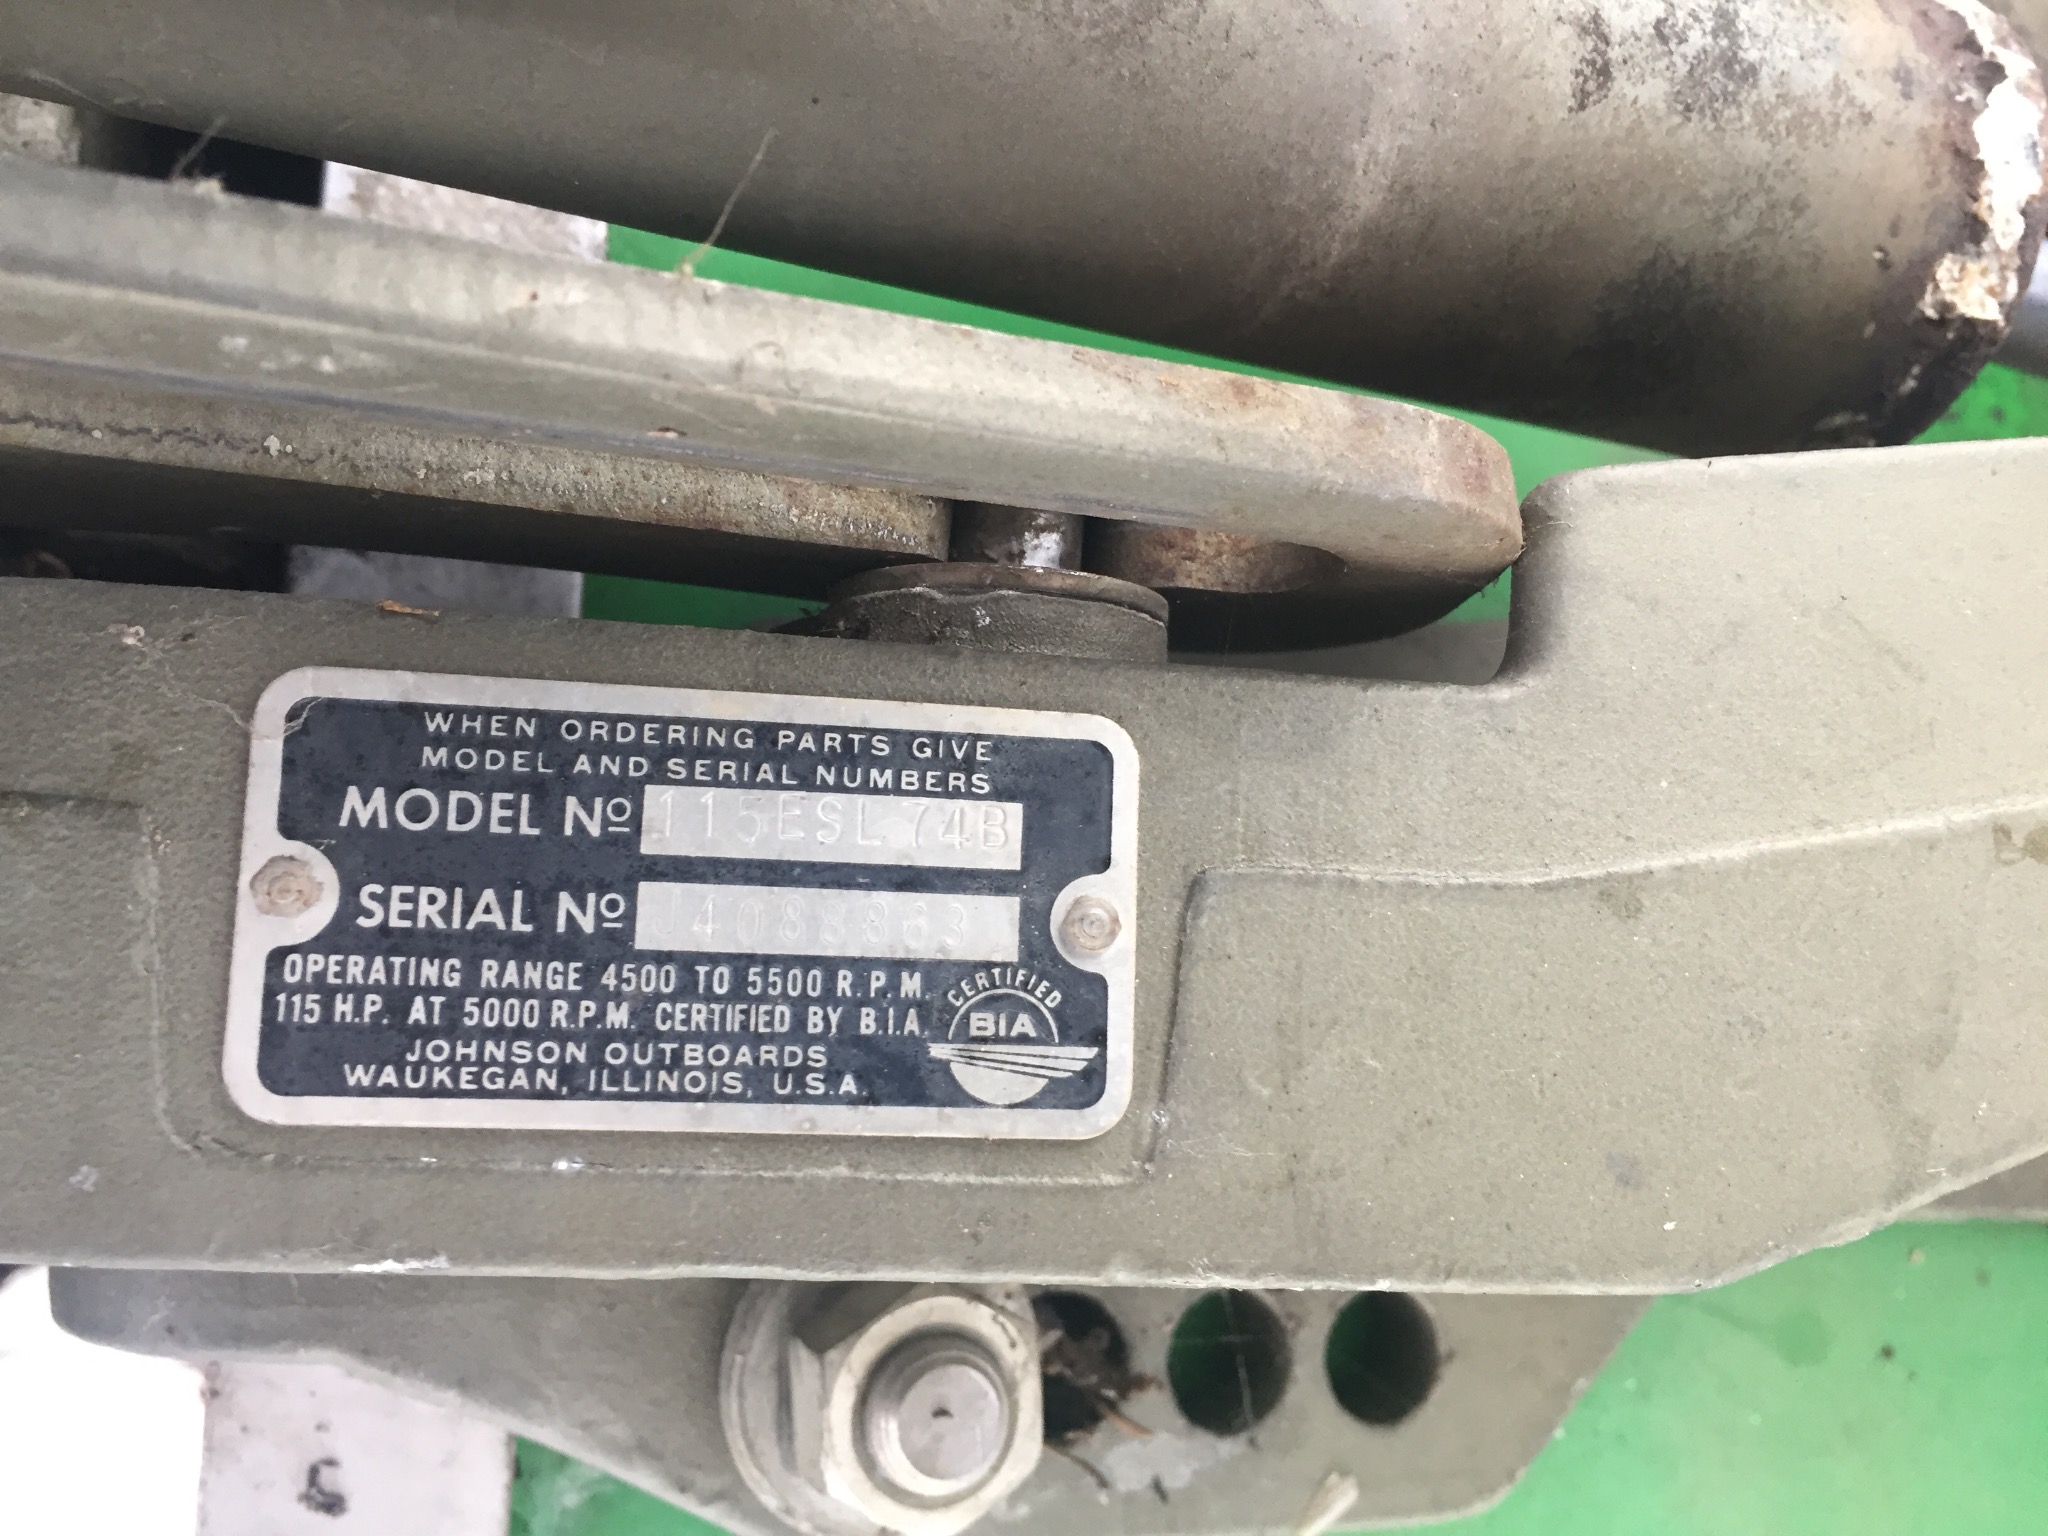 WHEN ORDERING PARTS GIVE
MODEL AND SERIAL NUMBERS
MODEL Nº 115ESL74B
SERIAL Nº J4088863
OPERATING RANGE 4500 TO 5500 R.P.M.
115 H.P. AT 5000 R.P.M. CERTIFIED BY B.I.A.
JOHNSON OUTBOARDS
WAUKEGAN, ILLINOIS, U.S.A.
CERTIFIED
BIA